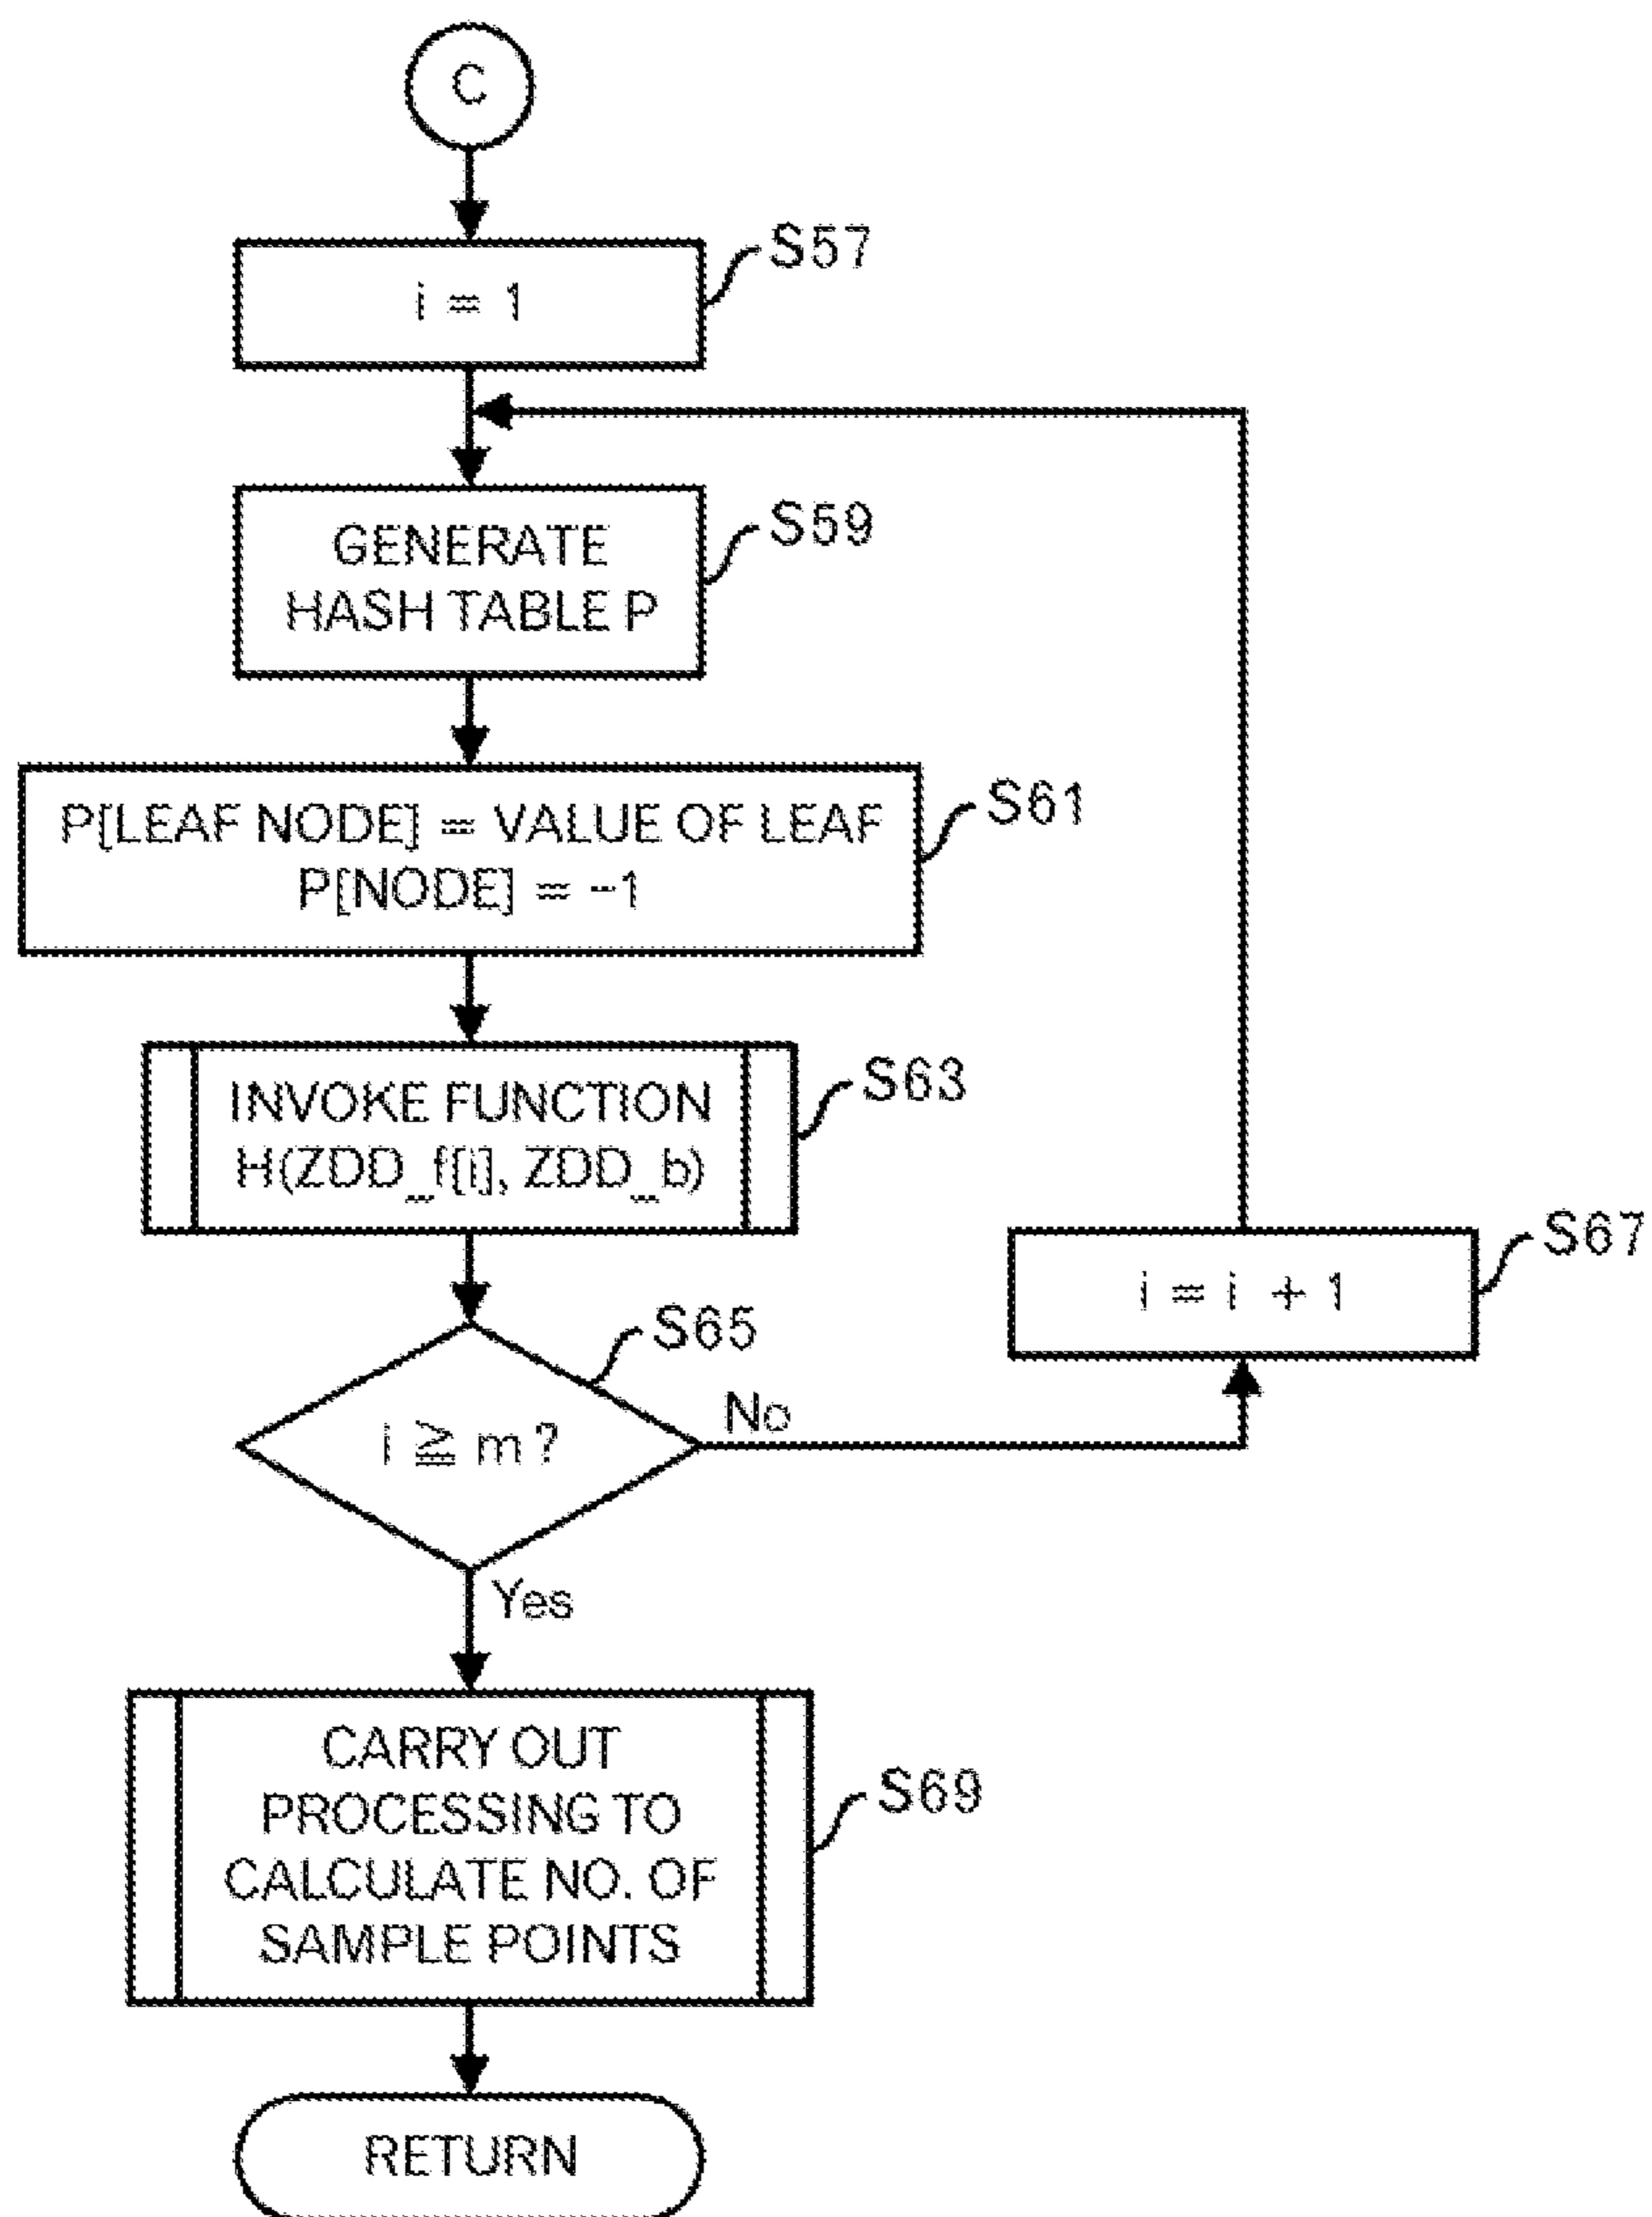 C
i = 1
S57
GENERATE
HASH TABLE P
S59
P[LEAF NODE] = VALUE OF LEAF
P[NODE] = -1
S61
INVOKE FUNCTION
H(ZDD_f[i], ZDD_b)
S63
i ≧ m ?
S65
No
i = i + 1
S67
Yes
CARRY OUT
PROCESSING TO
CALCULATE NO. OF
SAMPLE POINTS
S69
RETURN